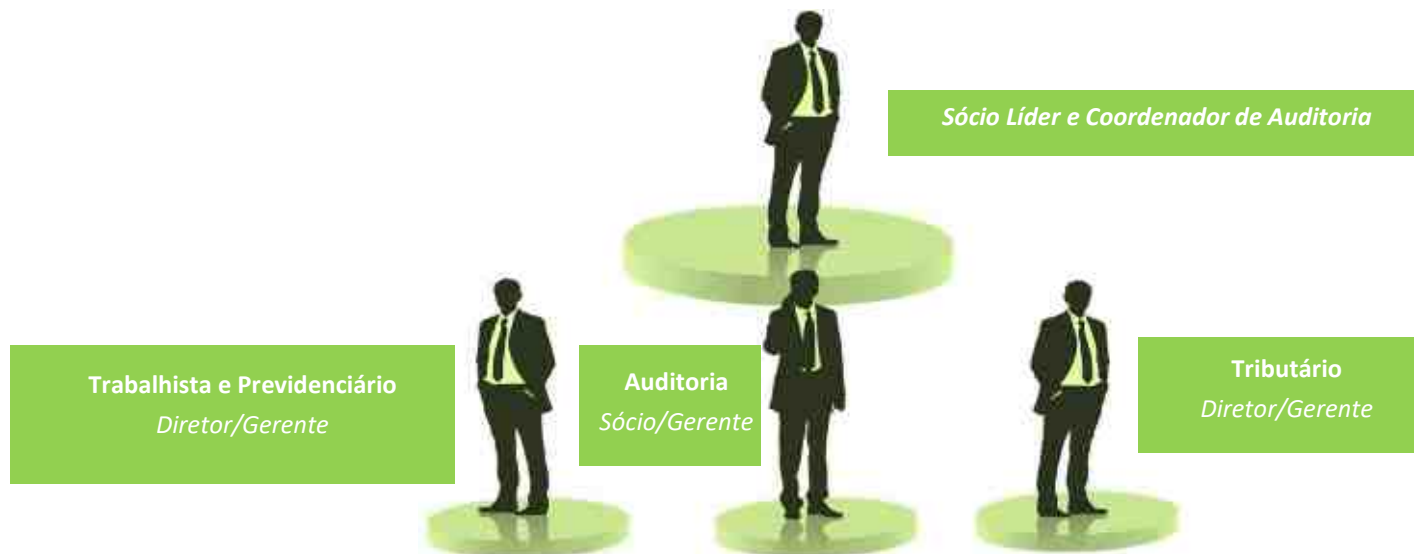 Sócio Líder e Coordenador de Auditoria
Trabalhista e Previdenciário
Diretor/Gerente
Auditoria
Sócio/Gerente
Tributário
Diretor/Gerente